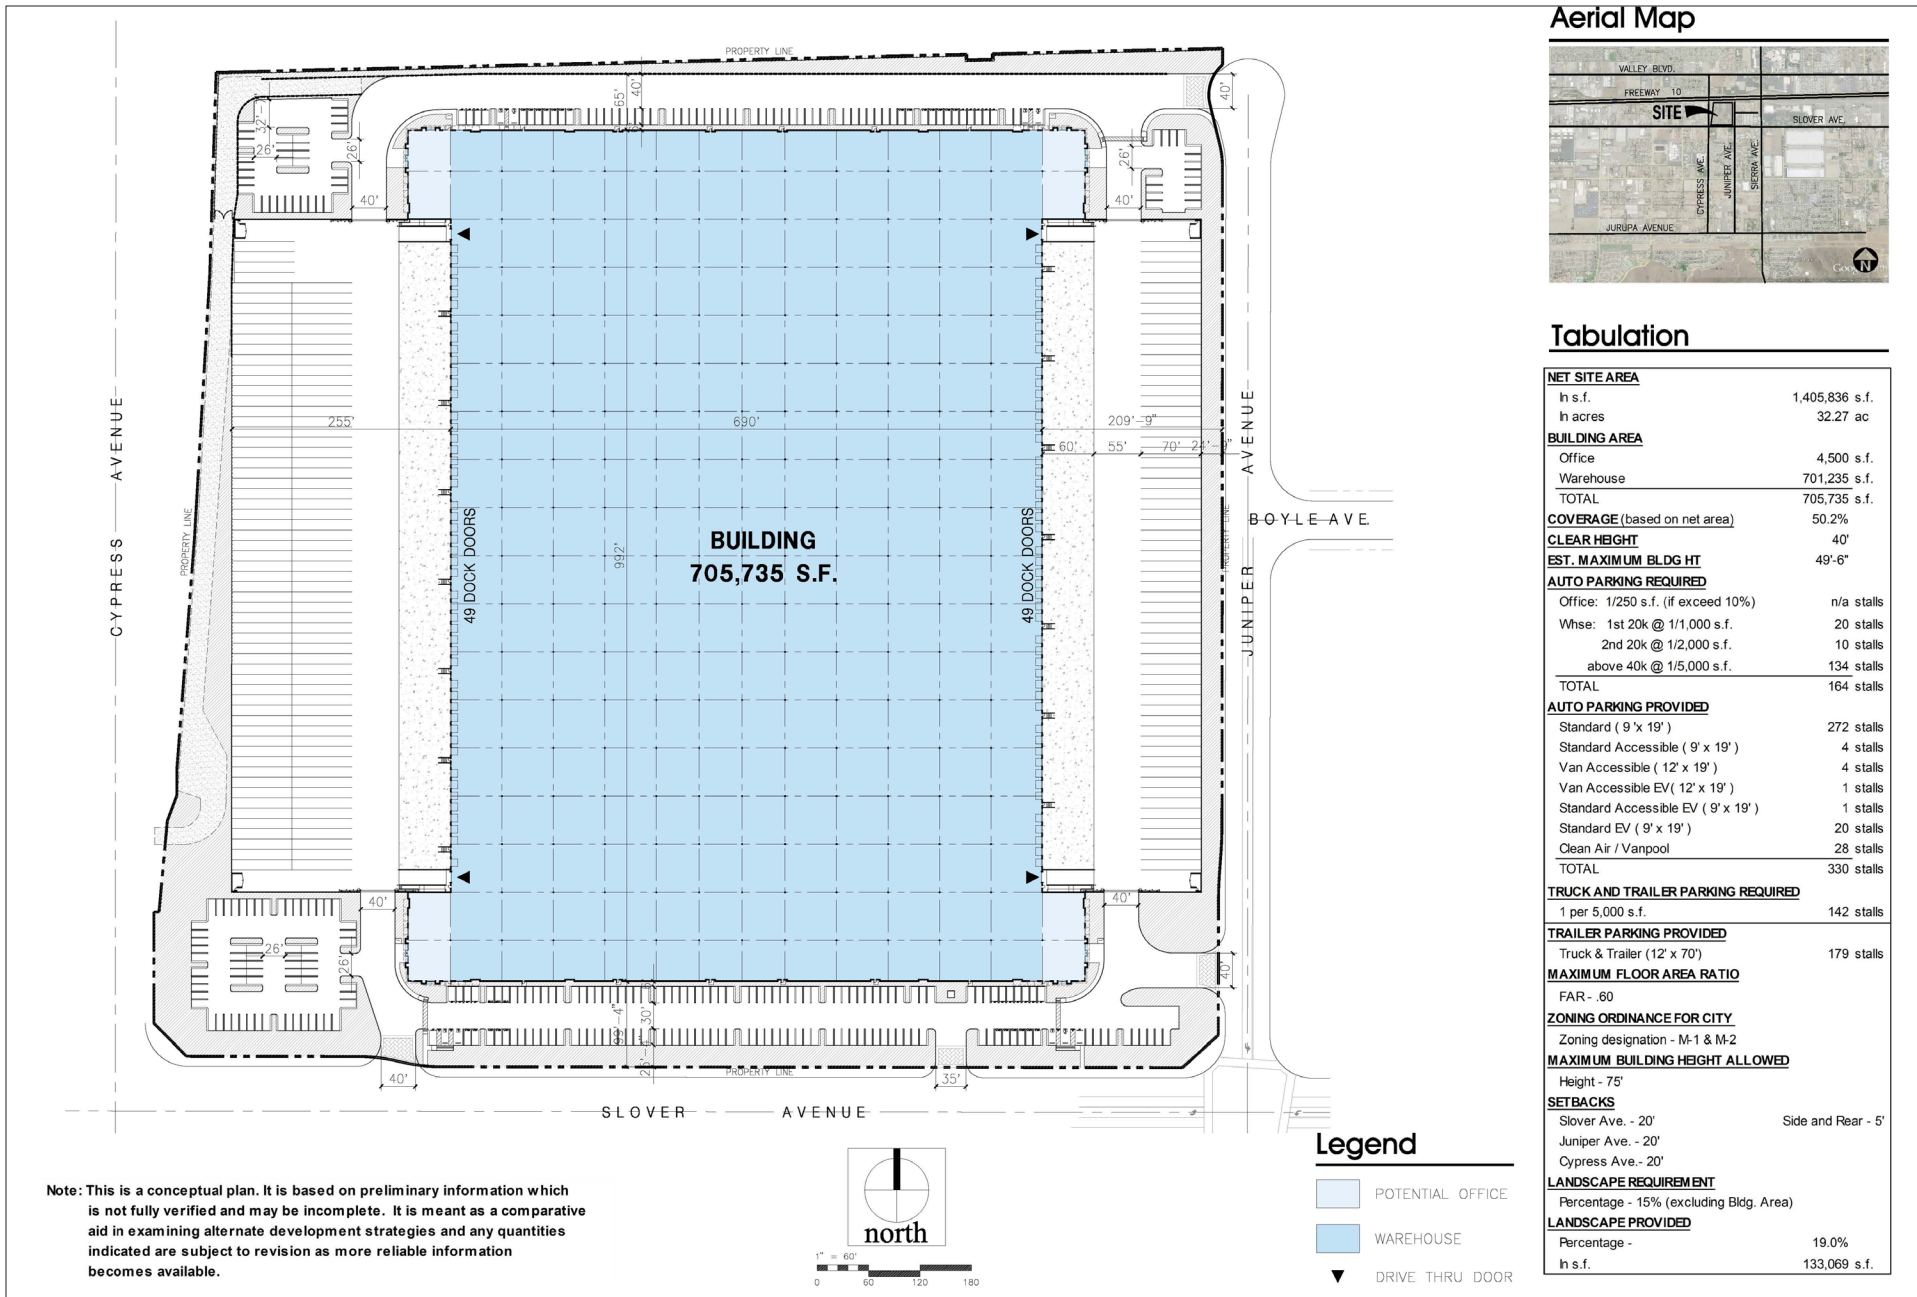 Aerial Map
VALLEY BLVD.
FREEWAY 10
SITE
SLOVER AVE.
CYPRESS AVE.
JUNIPER AVE.
SIERRA AVE.
JURUPA AVENUE
N
Tabulation
NET SITE AREA
In s.f. 1,405,836 s.f.
In acres 32.27 ac
BUILDING AREA
Office 4,500 s.f.
Warehouse 701,235 s.f.
TOTAL 705,735 s.f.
COVERAGE (based on net area) 50.2%
CLEAR HEIGHT 40'
EST. MAXIMUM BLDG HT 49'-6"
AUTO PARKING REQUIRED
Office: 1/250 s.f. (if exceed 10%) n/a stalls
Whse: 1st 20k @ 1/1,000 s.f. 20 stalls
2nd 20k @ 1/2,000 s.f. 10 stalls
above 40k @ 1/5,000 s.f. 134 stalls
TOTAL 164 stalls
AUTO PARKING PROVIDED
Standard ( 9 'x 19' ) 272 stalls
Standard Accessible ( 9' x 19' ) 4 stalls
Van Accessible ( 12' x 19' ) 4 stalls
Van Accessible EV( 12' x 19' ) 1 stalls
Standard Accessible EV ( 9' x 19' ) 1 stalls
Standard EV ( 9' x 19' ) 20 stalls
Clean Air / Vanpool 28 stalls
TOTAL 330 stalls
TRUCK AND TRAILER PARKING REQUIRED
1 per 5,000 s.f. 142 stalls
TRAILER PARKING PROVIDED
Truck & Trailer (12' x 70') 179 stalls
MAXIMUM FLOOR AREA RATIO
FAR - .60
ZONING ORDINANCE FOR CITY
Zoning designation - M-1 & M-2
MAXIMUM BUILDING HEIGHT ALLOWED
Height - 75'
SETBACKS
Slover Ave. - 20' Side and Rear - 5'
Juniper Ave. - 20'
Cypress Ave.- 20'
LANDSCAPE REQUIREMENT
Percentage - 15% (excluding Bldg. Area)
LANDSCAPE PROVIDED
Percentage - 19.0%
In s.f. 133,069 s.f.
PROPERTY LINE
65'
40'
40'
32'
26'
26'
26'
40'
40'
255'
690'
209'-9"
60'
55'
70'
CYPRESS AVENUE
PROPERTY LINE
49 DOCK DOORS
992'
BUILDING
705,735 S.F.
49 DOCK DOORS
PROPERTY LINE
JUNIPER AVENUE
BOYLE AVE.
40'
40'
26'
26'
40'
99'-4"
30'
40'
PROPERTY LINE
35'
SLOVER AVENUE
Note: This is a conceptual plan. It is based on preliminary information which
is not fully verified and may be incomplete. It is meant as a comparative
aid in examining alternate development strategies and any quantities
indicated are subject to revision as more reliable information
becomes available.
north
1" = 60'
0 60 120 180
Legend
POTENTIAL OFFICE
WAREHOUSE
DRIVE THRU DOOR